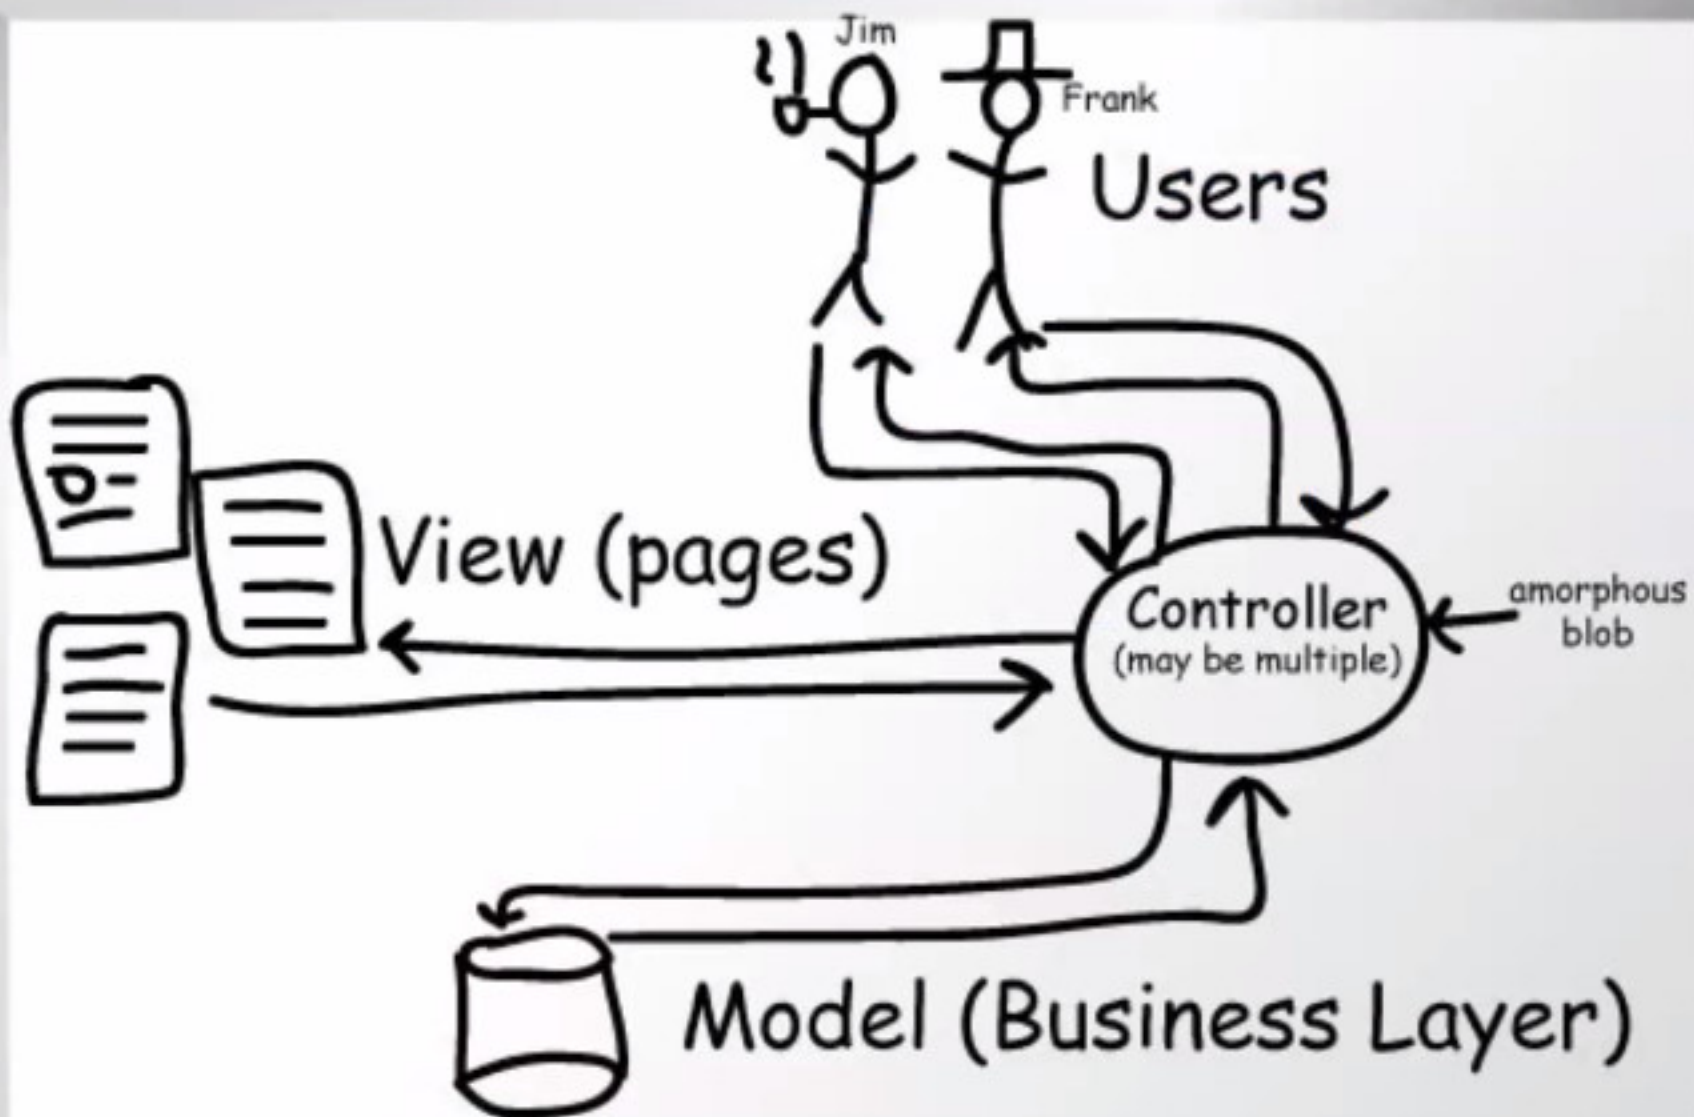 Jim
Frank
Users
View (pages)
Controller
(may be multiple)
amorphous
blob
Model (Business Layer)